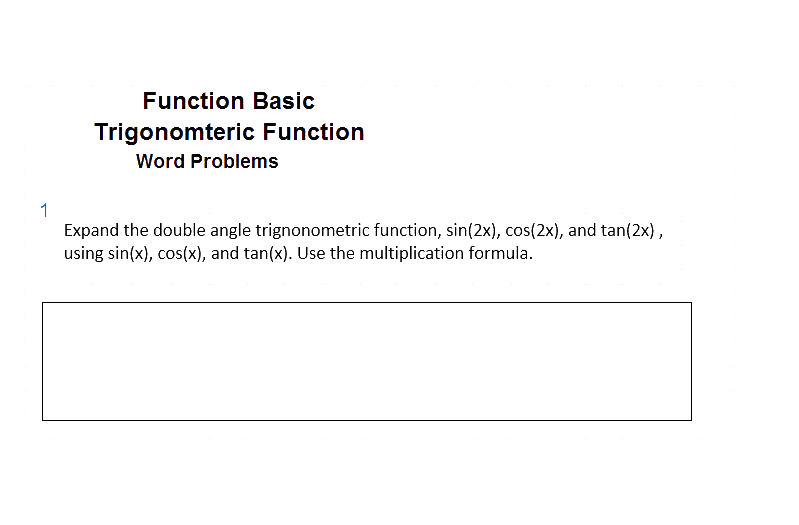 Function Basic
Trigonomteric Function
Word Problems
1
Expand the double angle trignonometric function, sin(2x), cos(2x), and tan(2x) ,
using sin(x), cos(x), and tan(x). Use the multiplication formula.